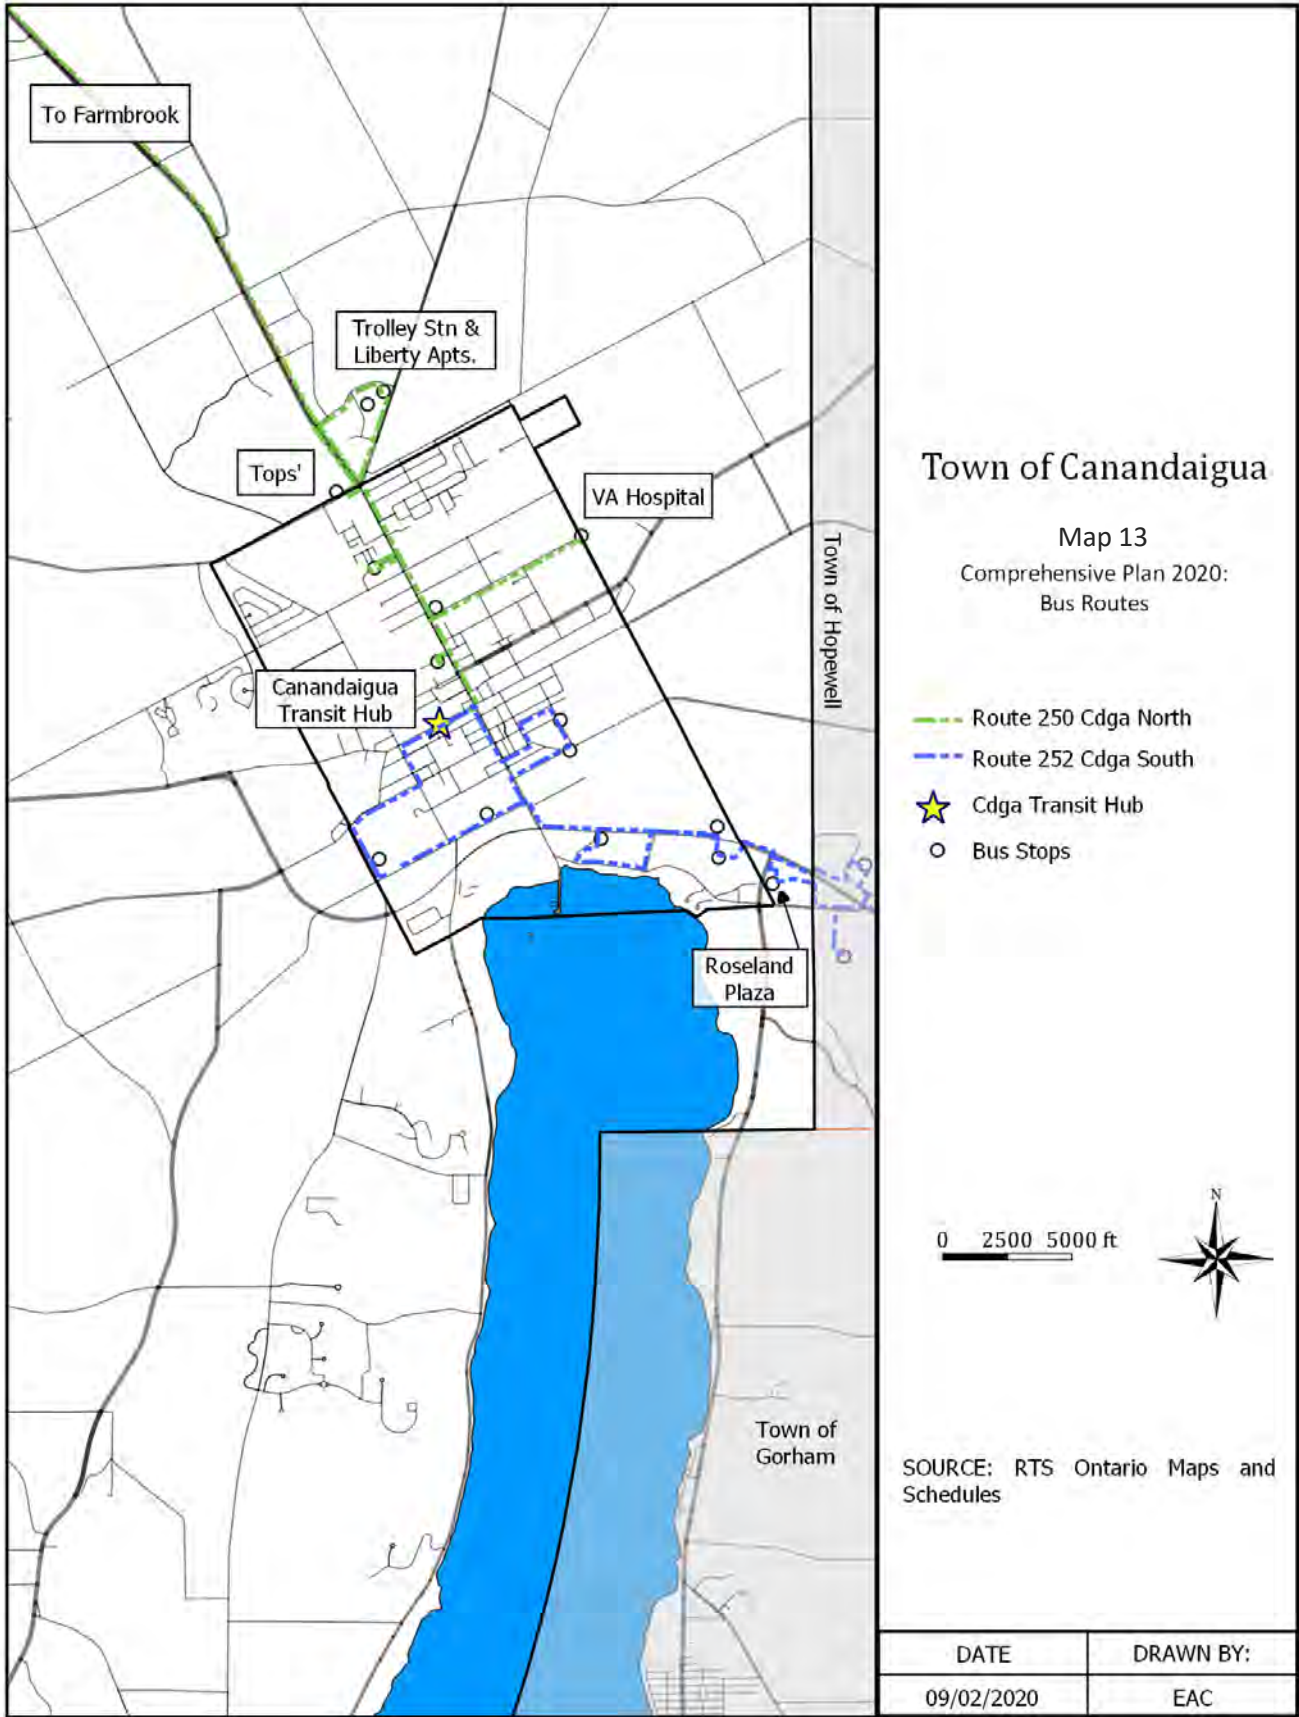 To Farmbrook
Trolley Stn &
Liberty Apts.
Tops'
VA Hospital
Canandaigua
Transit Hub
Town of Hopewell
Roseland
Plaza
Town of
Gorham
Town of Canandaigua
Map 13
Comprehensive Plan 2020:
Bus Routes
Route 250 Cdga North
Route 252 Cdga South
Cdga Transit Hub
Bus Stops
N
0 2500 5000 ft
SOURCE: RTS Ontario Maps and
Schedules
DATE DRAWN BY:
09/02/2020 EAC